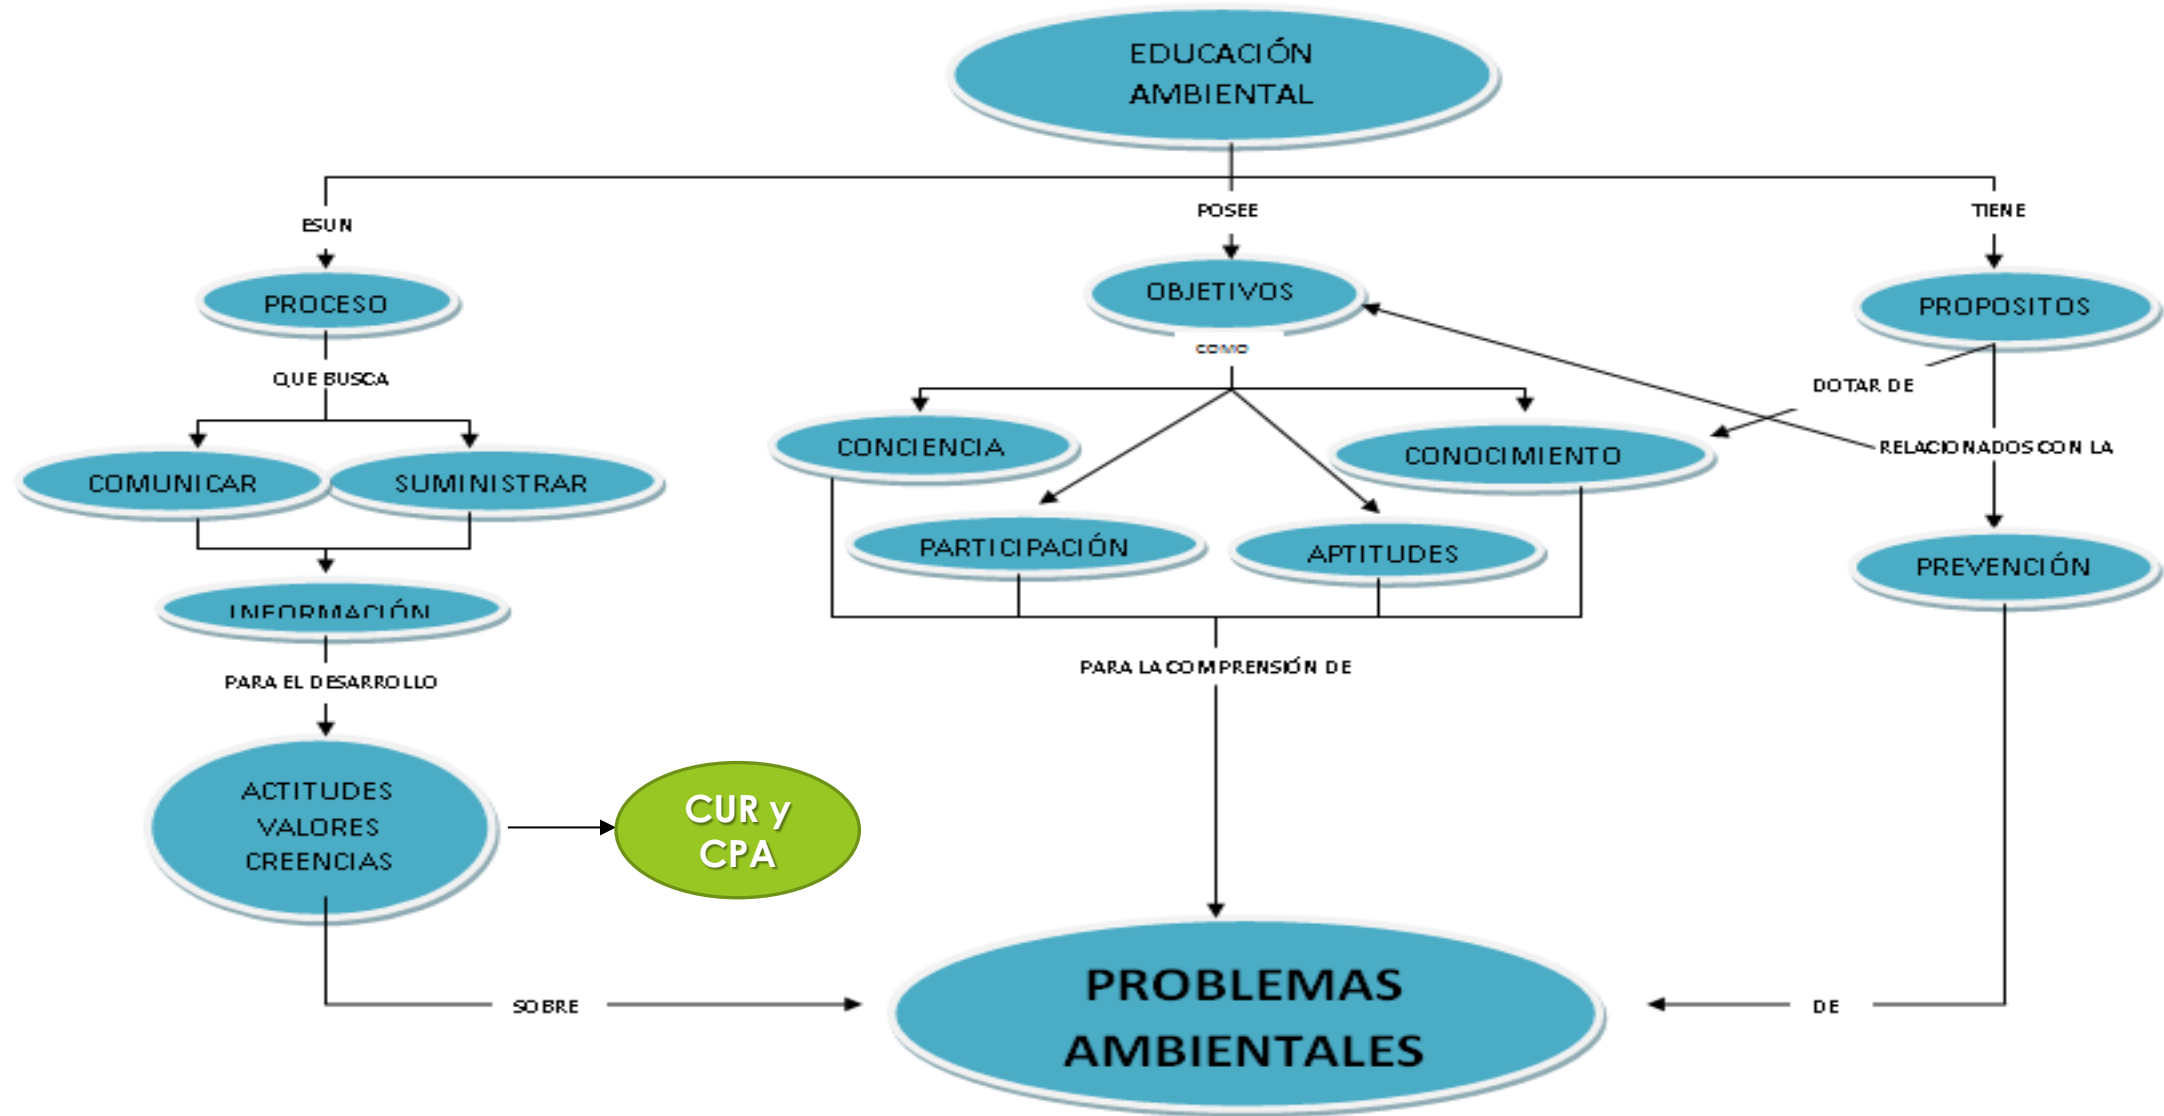 EDUCACIÓN
AMBIENTAL
ESUN
POSEE
TIENE
PROCESO
OBJETIVOS
PROPOSITOS
COMO
QUE BUSCA
DOTAR DE
CONCIENCIA
CONOCIMIENTO
RELACIONADOS CON LA
COMUNICAR
SUMINISTRAR
PARTICIPACIÓN
APTITUDES
PREVENCIÓN
INFORMACIÓN
PARA LA COMPRENSIÓN DE
PARA EL DESARROLLO
ACTITUDES
VALORES
CREENCIAS
CUR y
CPA
PROBLEMAS
AMBIENTALES
SOBRE
DE